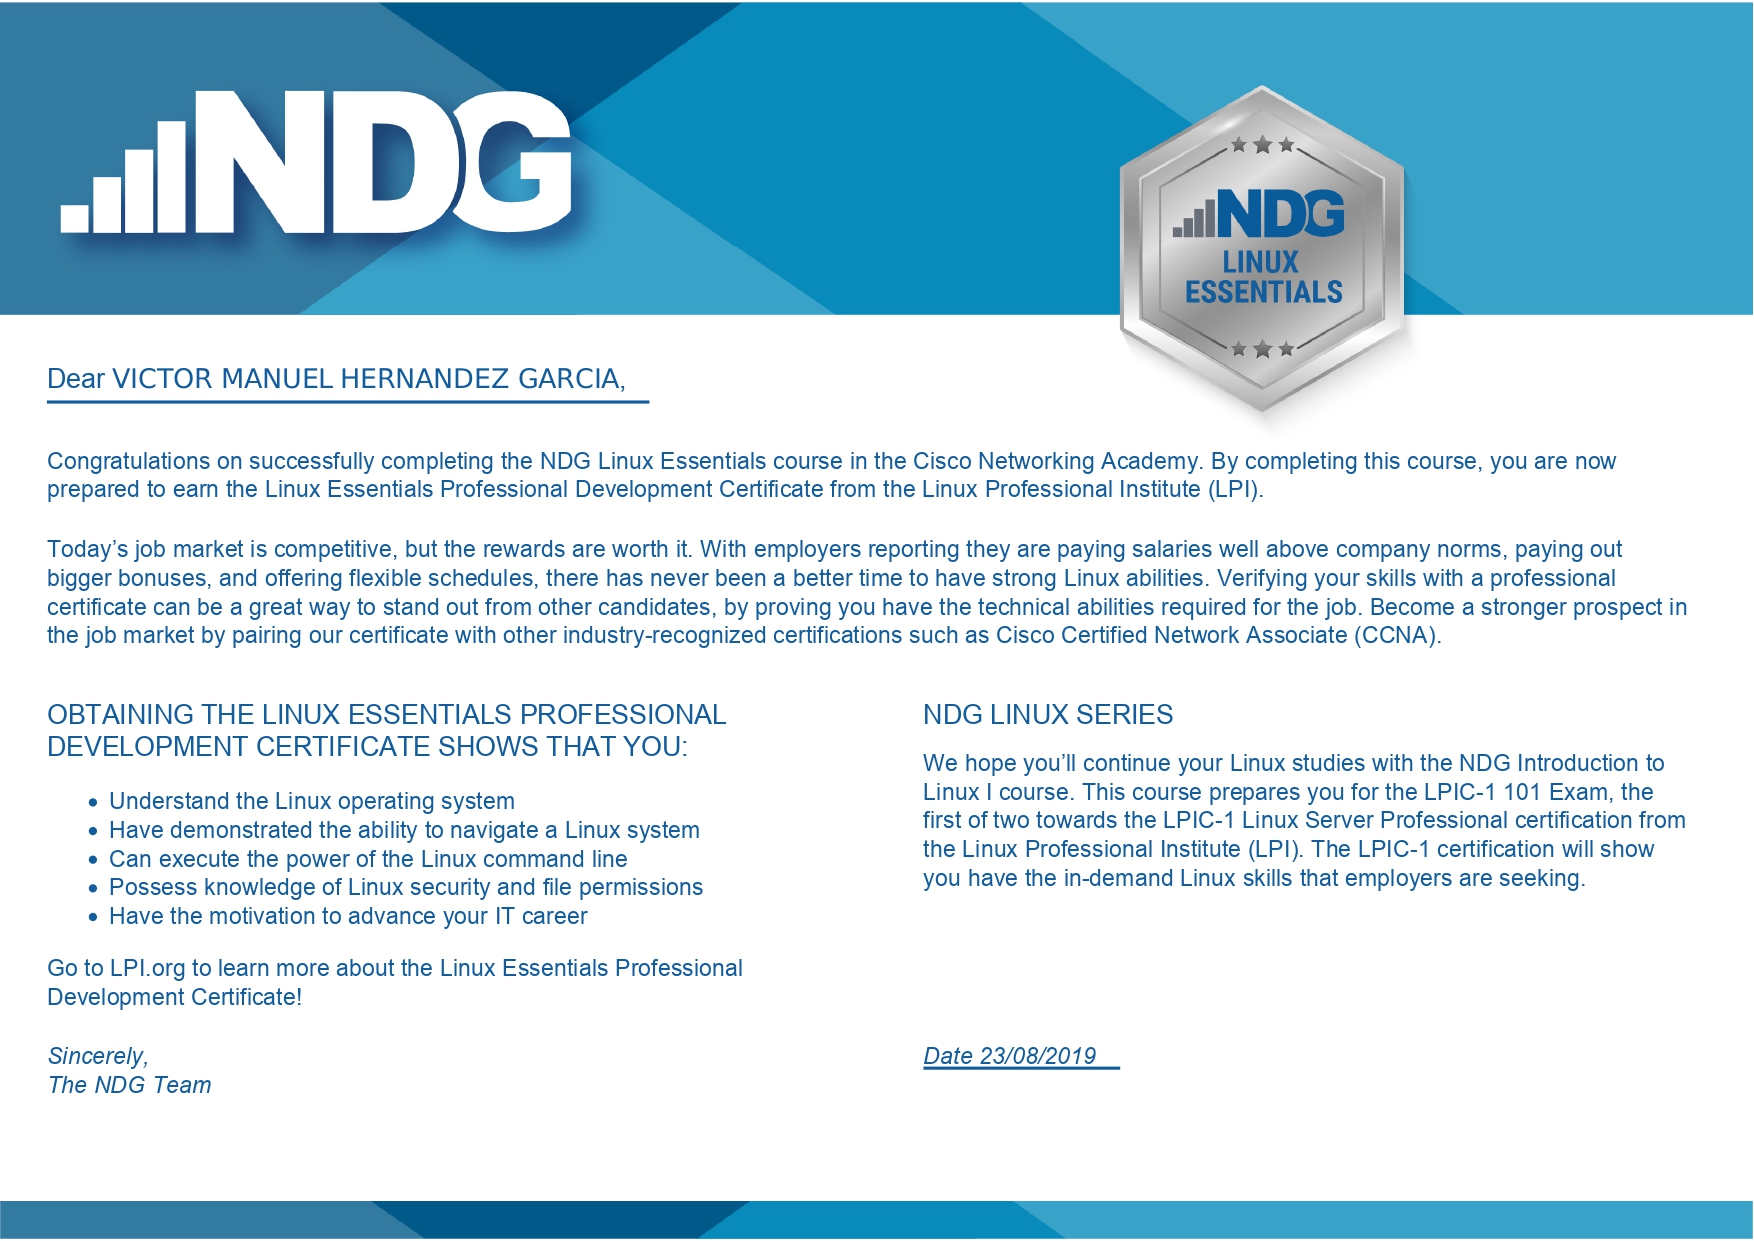 NDG
NDG
LINUX
ESSENTIALS
Dear VICTOR MANUEL HERNANDEZ GARCIA,
Congratulations on successfully completing the NDG Linux Essentials course in the Cisco Networking Academy. By completing this course, you are now
prepared to earn the Linux Essentials Professional Development Certificate from the Linux Professional Institute (LPI).
Today’s job market is competitive, but the rewards are worth it. With employers reporting they are paying salaries well above company norms, paying out
bigger bonuses, and offering flexible schedules, there has never been a better time to have strong Linux abilities. Verifying your skills with a professional
certificate can be a great way to stand out from other candidates, by proving you have the technical abilities required for the job. Become a stronger prospect in
the job market by pairing our certificate with other industry-recognized certifications such as Cisco Certified Network Associate (CCNA).
OBTAINING THE LINUX ESSENTIALS PROFESSIONAL
DEVELOPMENT CERTIFICATE SHOWS THAT YOU:
• Understand the Linux operating system
• Have demonstrated the ability to navigate a Linux system
• Can execute the power of the Linux command line
• Possess knowledge of Linux security and file permissions
• Have the motivation to advance your IT career
Go to LPI.org to learn more about the Linux Essentials Professional
Development Certificate!
Sincerely,
The NDG Team
NDG LINUX SERIES
We hope you’ll continue your Linux studies with the NDG Introduction to
Linux I course. This course prepares you for the LPIC-1 101 Exam, the
first of two towards the LPIC-1 Linux Server Professional certification from
the Linux Professional Institute (LPI). The LPIC-1 certification will show
you have the in-demand Linux skills that employers are seeking.
Date 23/08/2019